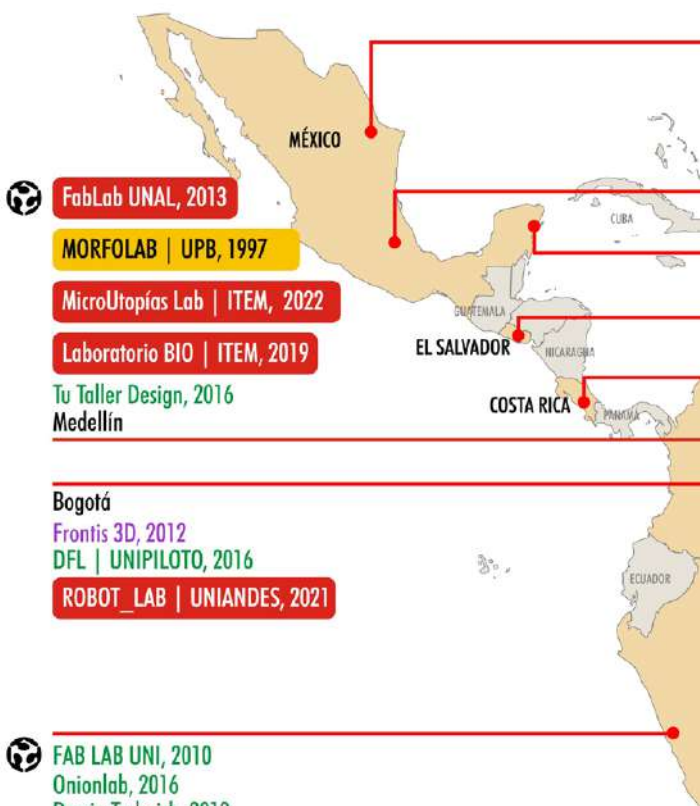 MÉXICO
FabLab UNAL, 2013
CUBA
MORFOLAB | UPB, 1997
MicroUtopías Lab | ITEM, 2022
GUATEMALA
Laboratorio BIO | ITEM, 2019
EL SALVADOR
NICARAGUA
Tu Taller Design, 2016
COSTA RICA
PANAMA
Medellín
Bogotá
Frontis 3D, 2012
DFL | UNIPILOTO, 2016
ECUADOR
ROBOT_LAB | UNIANDES, 2021
FAB LAB UNI, 2010
Onionlab, 2016